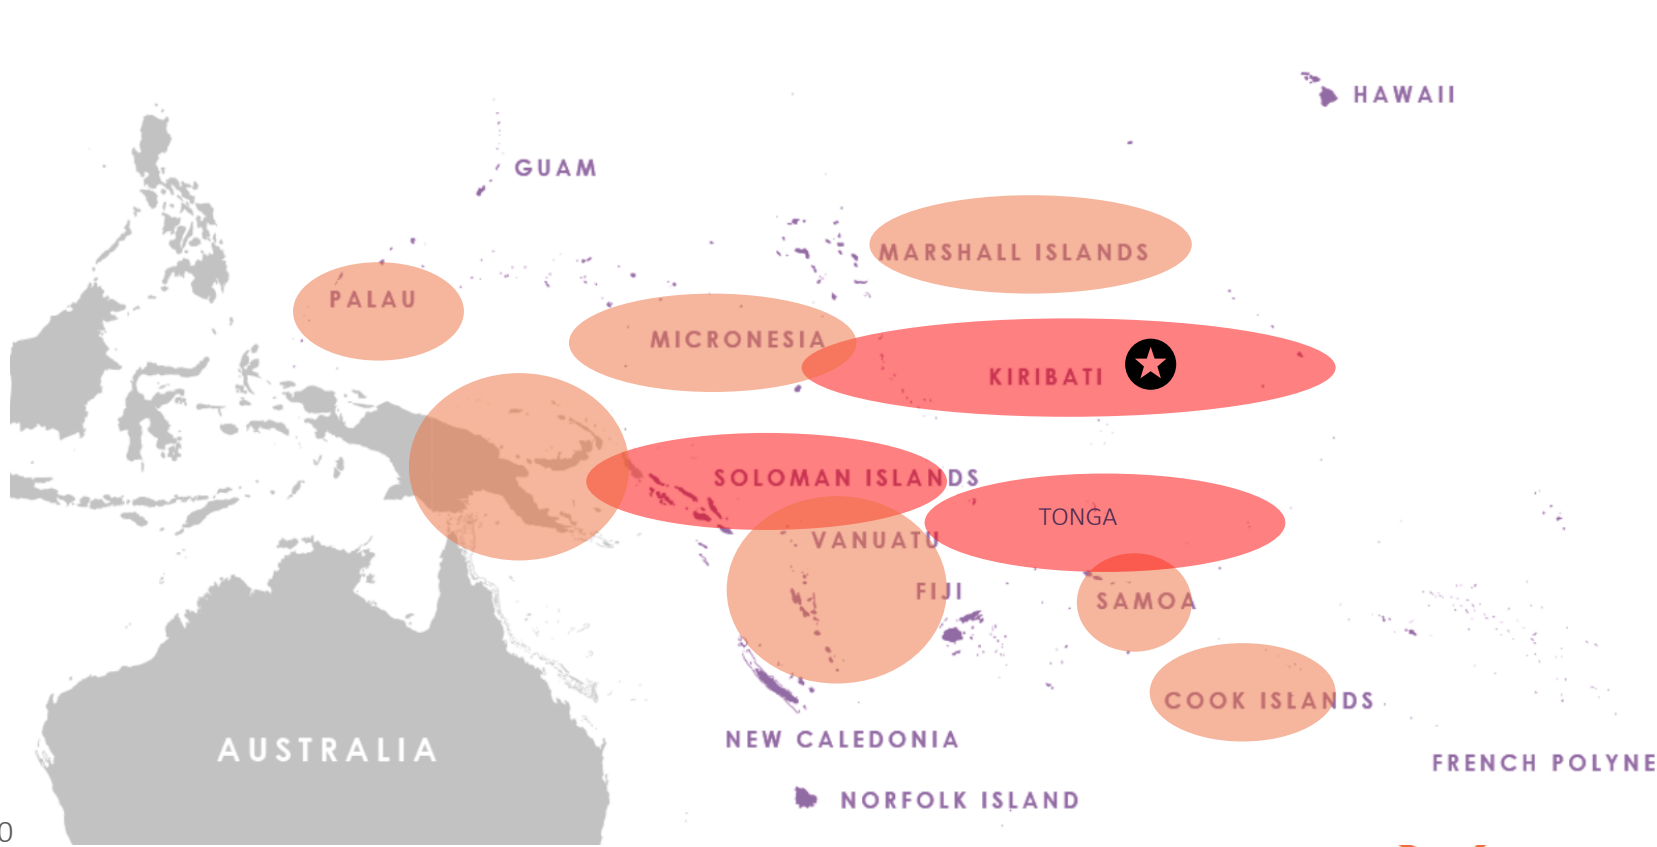 HAWAII
GUAM
MARSHALL ISLANDS
PALAU
MICRONESIA
KIRIBATI
SOLOMAN ISLANDS
TONGA
VANUATU
FIJI
SAMOA
COOK ISLANDS
NEW CALEDONIA
AUSTRALIA
FRENCH POLYNE
NORFOLK ISLAND
0